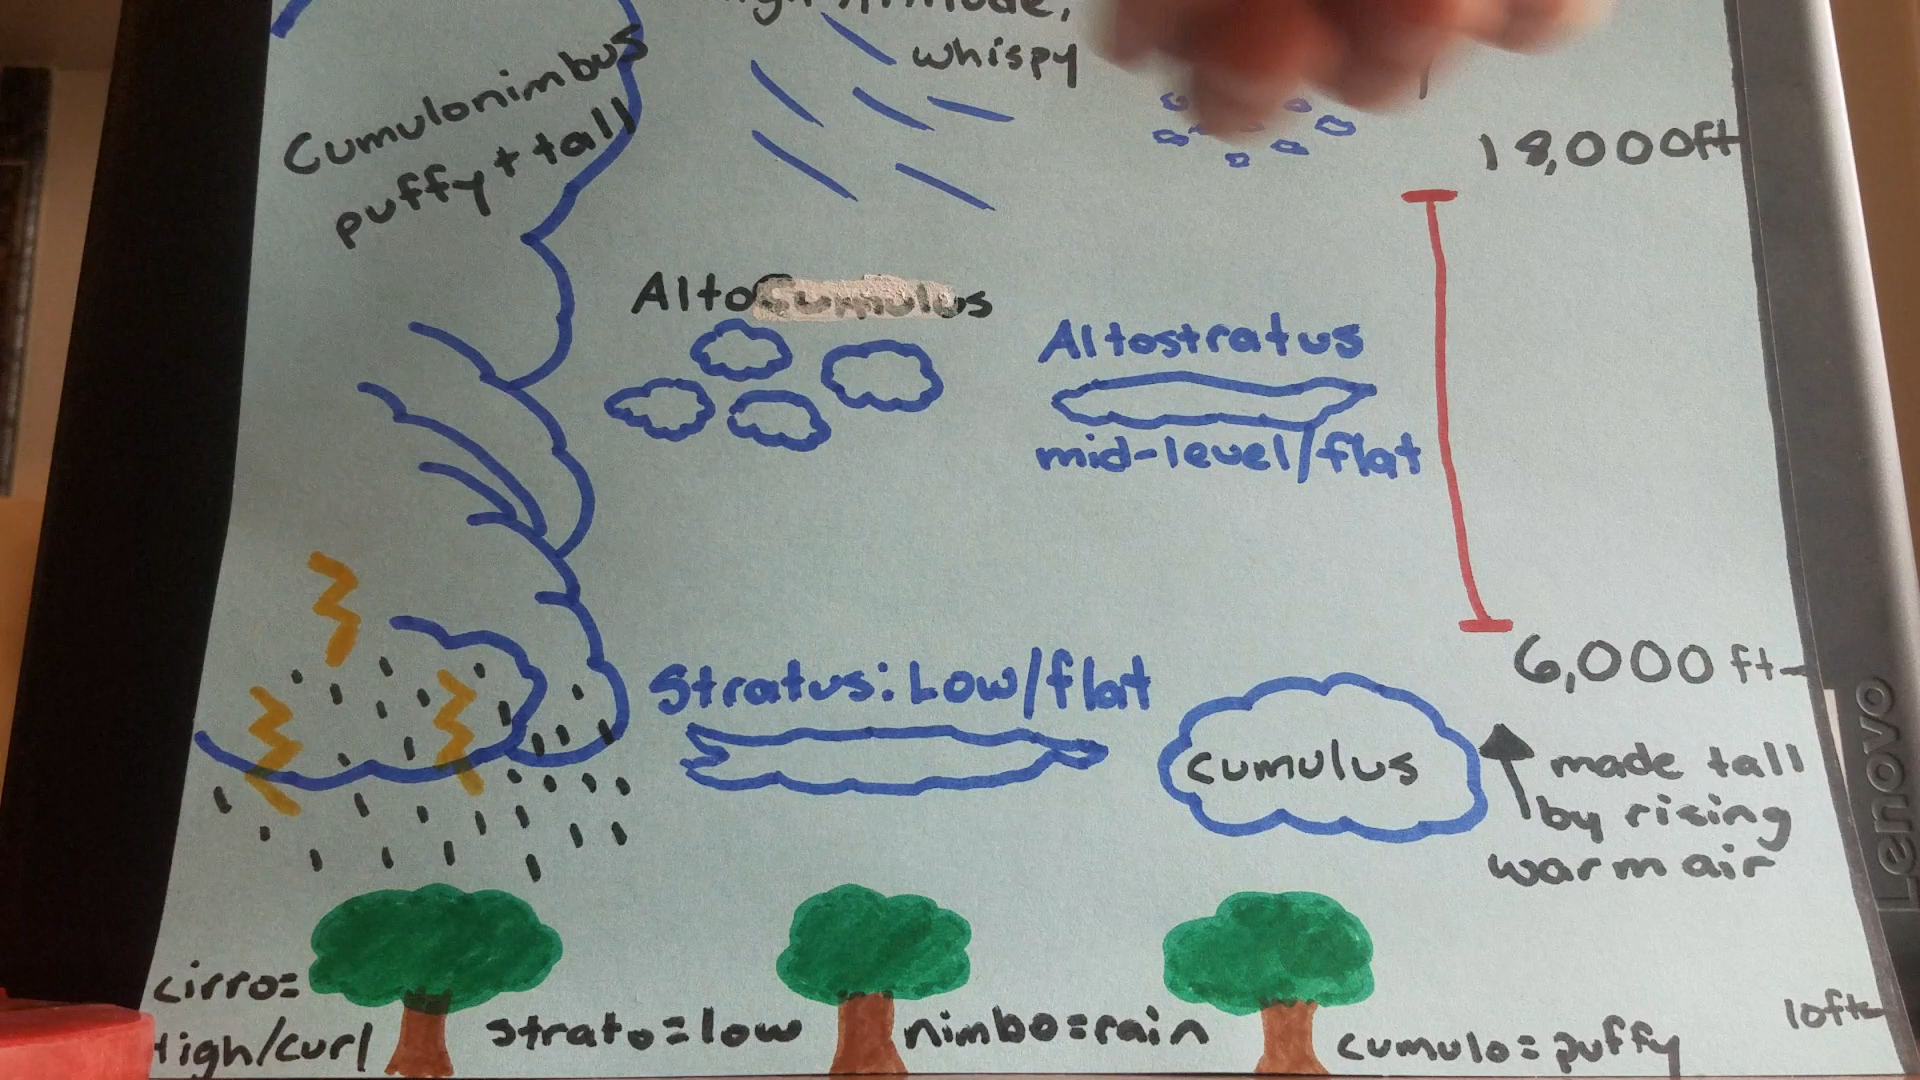 whispy
Cumulonimbus
puffy + tall
18,000ft
Altocumulus
Altostratus
mid-level/flat
6,000 ft
Stratus: Low/flat
cumulus
made tall
by rising
warm air
Lenovo
cirro=
High/curl
strato=low
nimbo=rain
cumulo=puffy
10ft